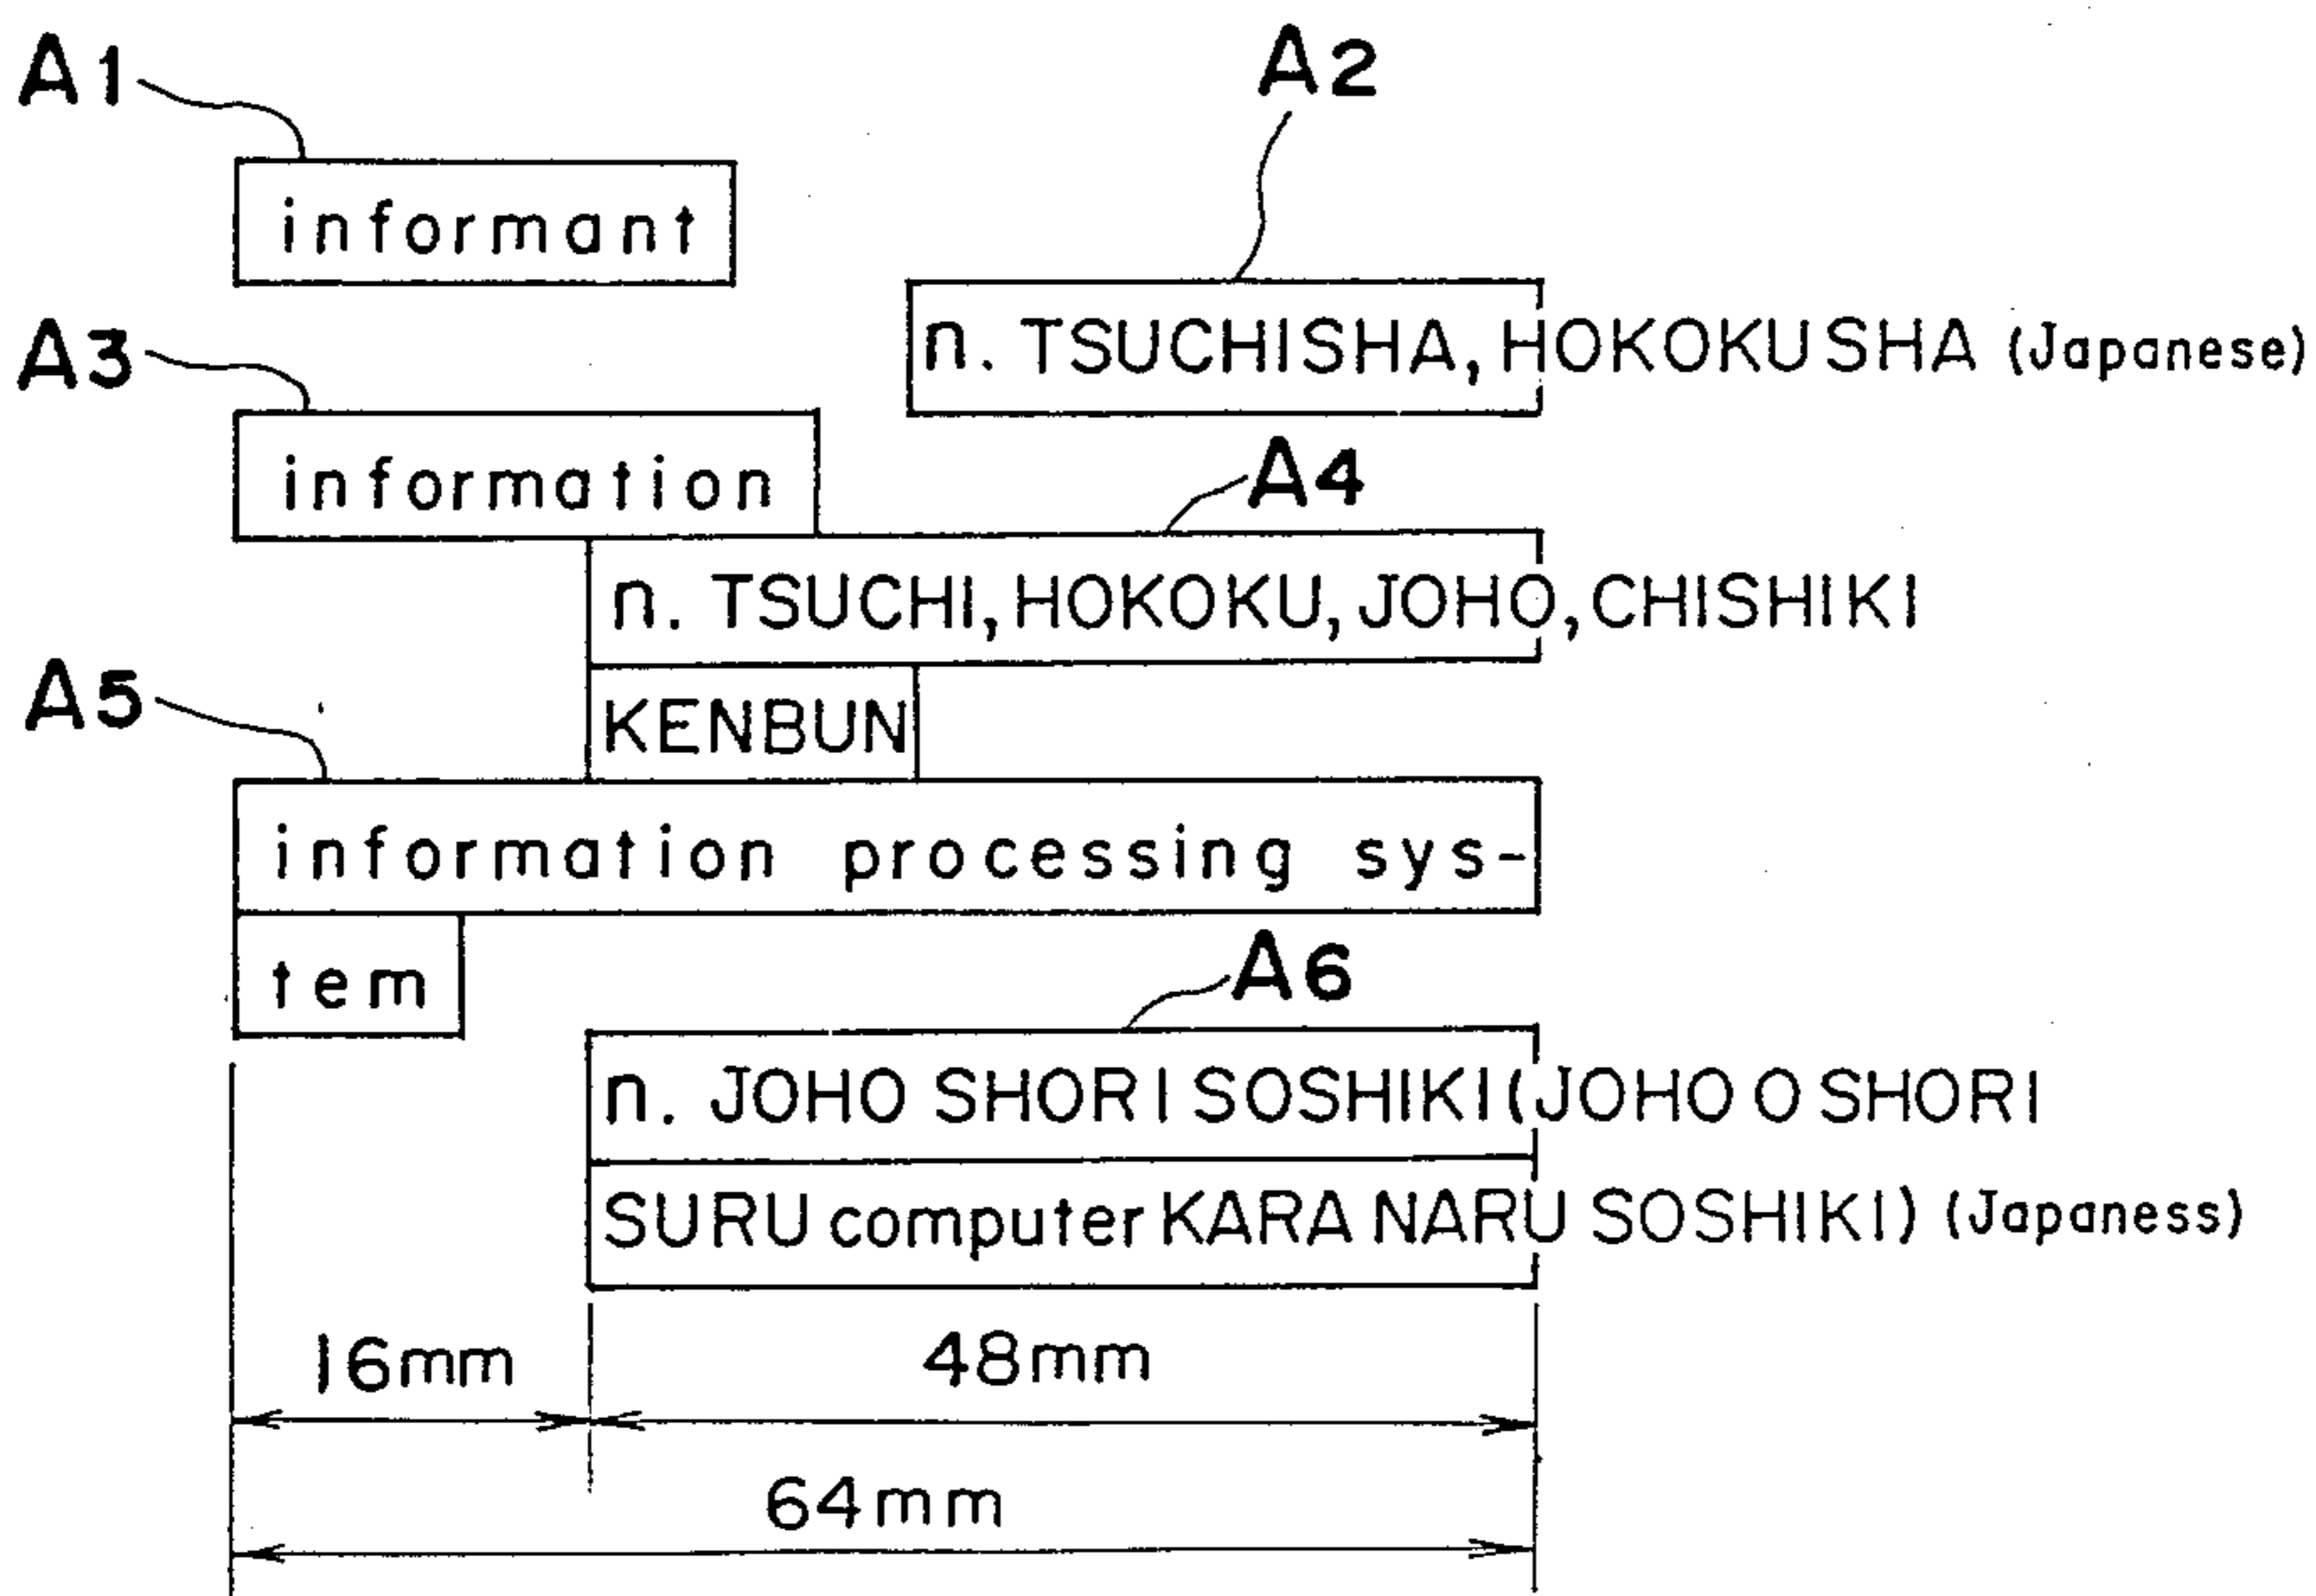 A1
A2
informant
n. TSUCHISHA, HOKOKUSHA (Japanese)
A3
information
A4
n. TSUCHI, HOKOKU, JOHO, CHISHIKI
KENBUN
A5
information processing sys-
tem
A6
n. JOHO SHORI SOSHIKI (JOHO O SHORI
SURU computer KARA NARU SOSHIKI) (Japaness)
16mm
48mm
64mm